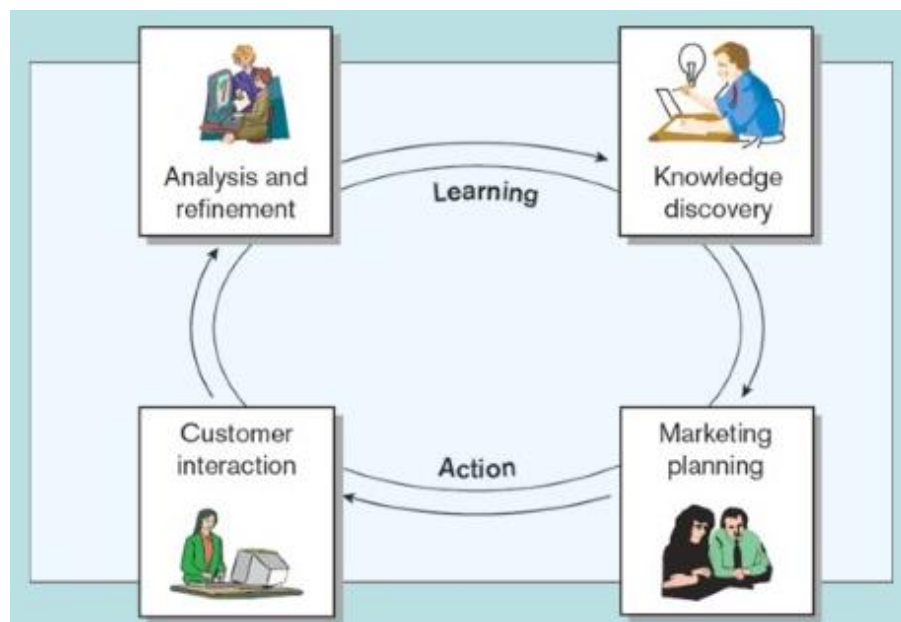 Analysis and
refinement
Learning
Knowledge
discovery
Customer
interaction
Action
Marketing
planning